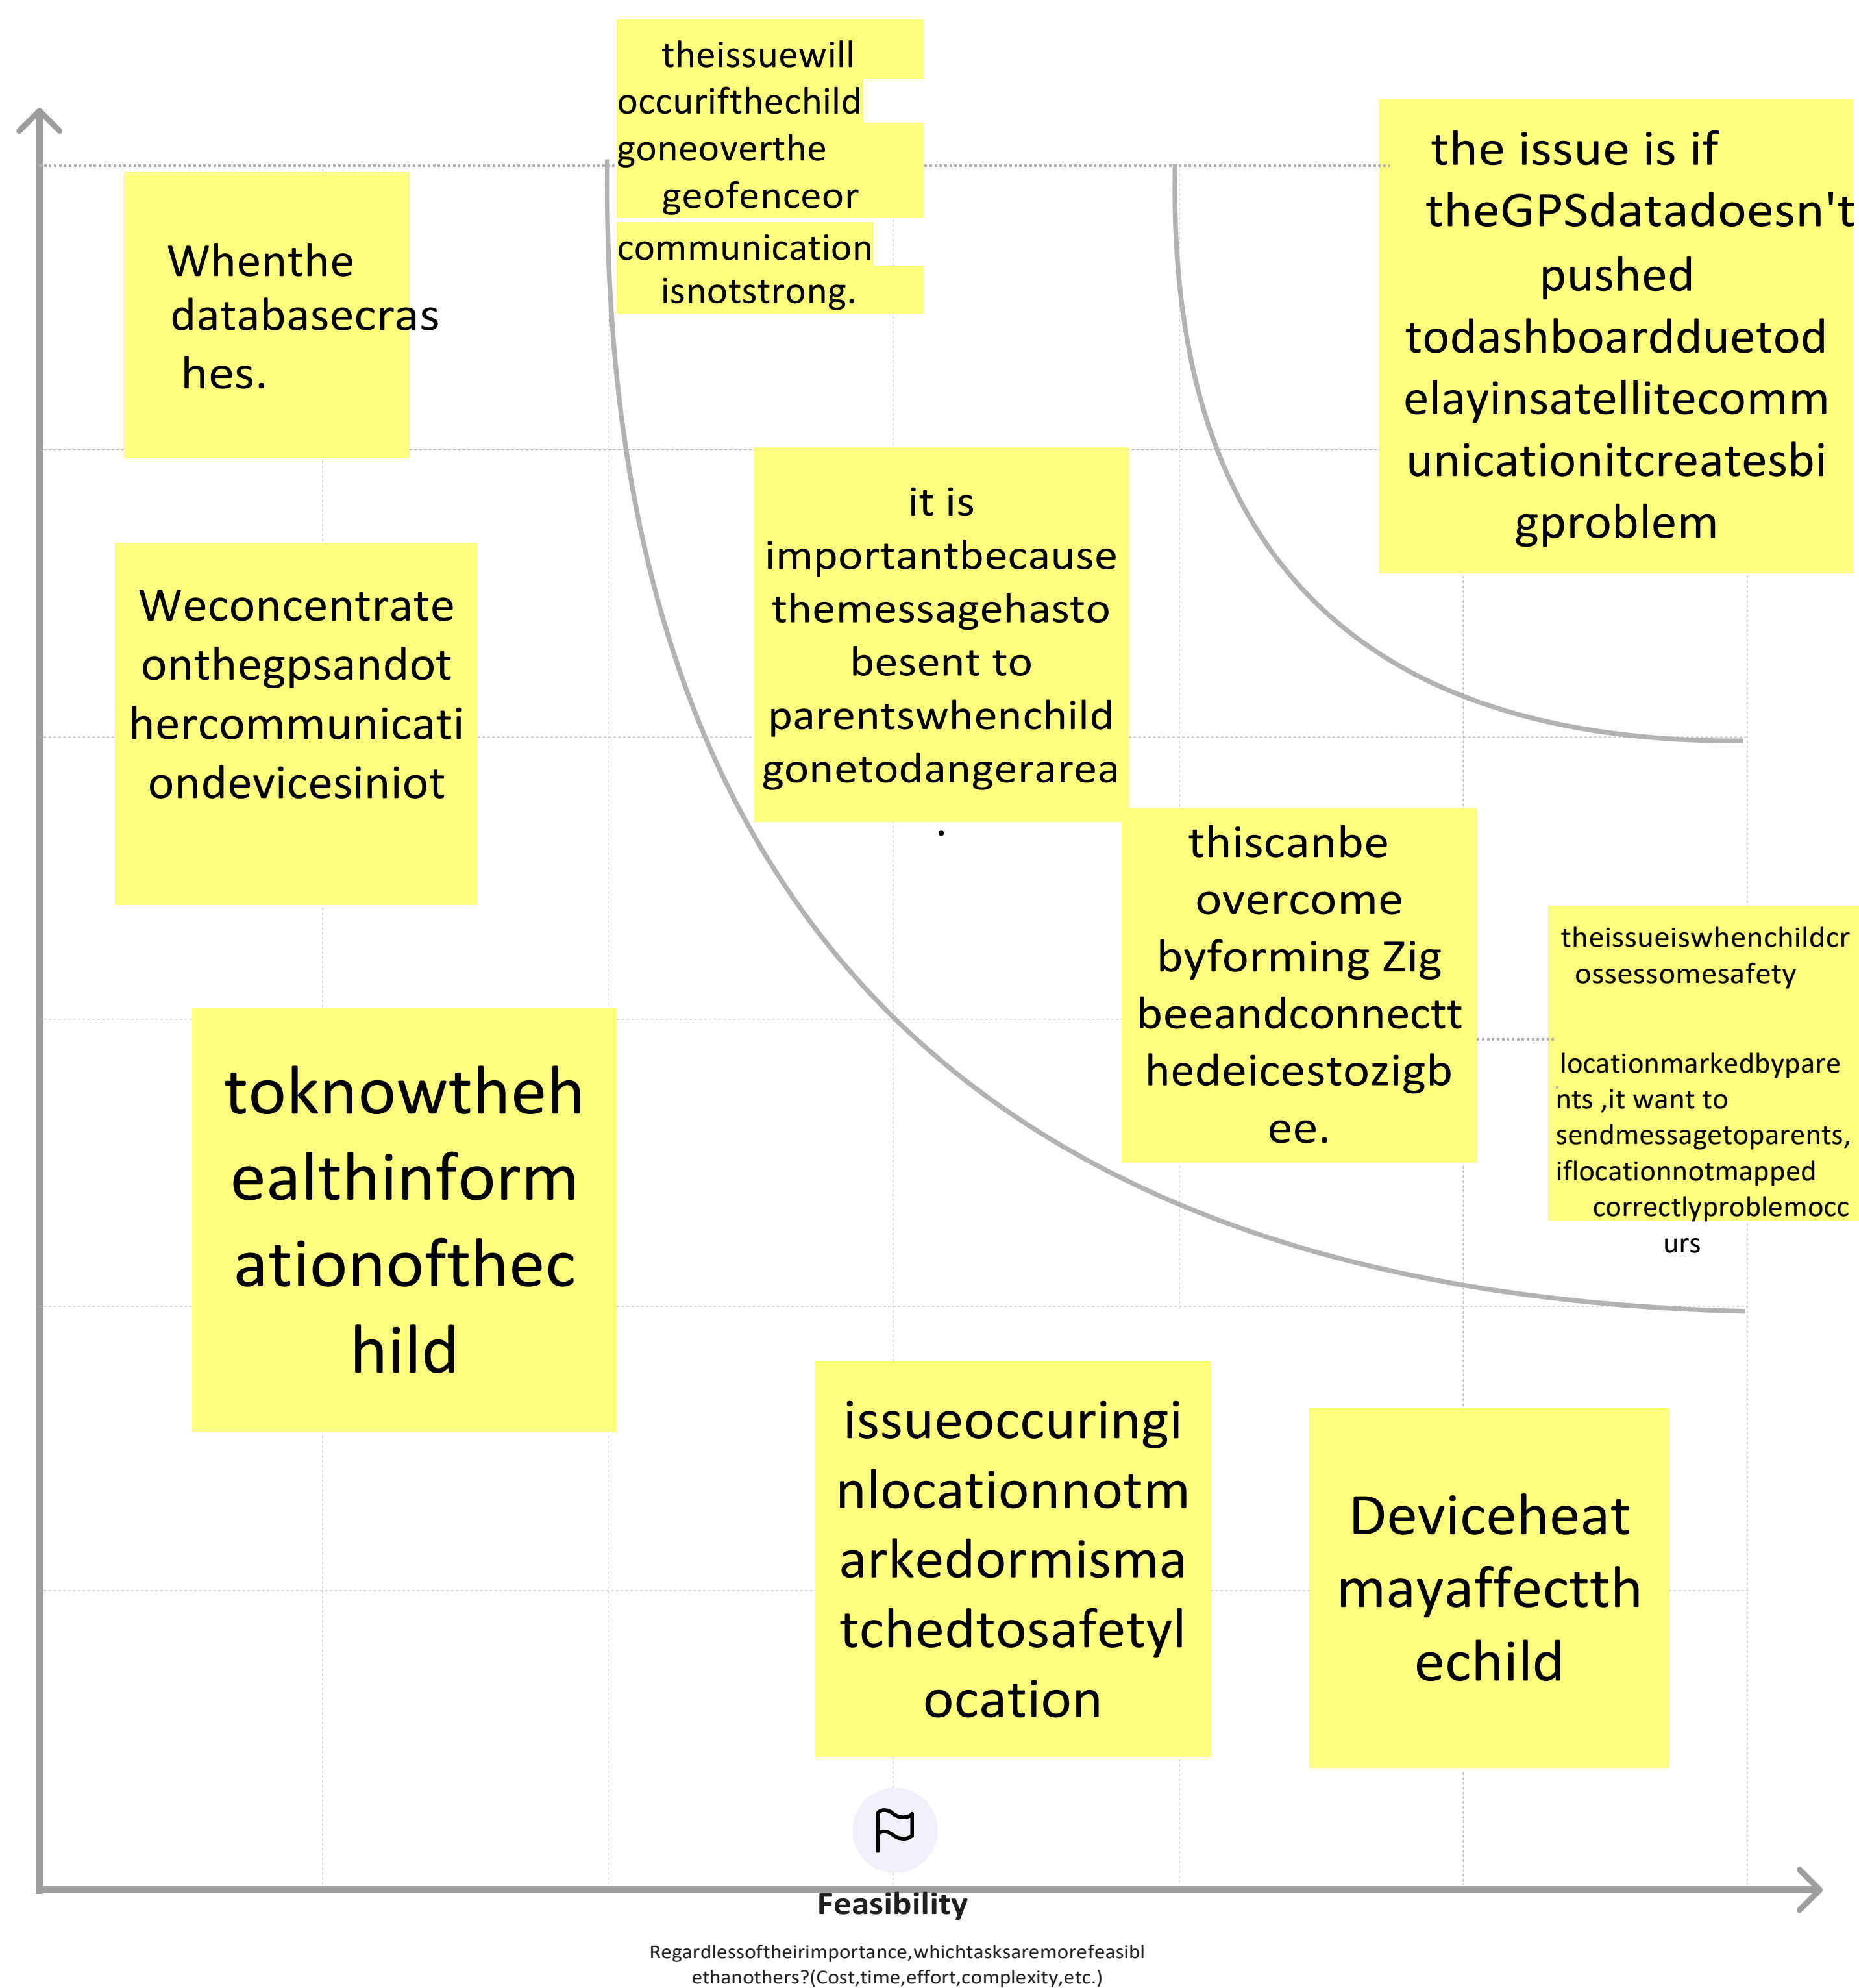 theissuewill
occurifthechild
goneoverthe
geofenceor
communication
isnotstrong.
the issue is if
theGPSdatadoesn't
pushed
todashboardduetod
elayinsatellitecomm
unicationitcreatesbi
gproblem
Whenthe
databasecras
hes.
it is
importantbecause
themessagehasto
besent to
parentswhenchild
gonetodangerarea
.
Weconcentrate
onthegpsandot
hercommunicati
ondevicesiniot
thiscanbe
overcome
byforming Zig
beeandconnectt
hedeicestozigb
ee.
theissueiswhenchildcr
ossessomesafety
locationmarkedbypare
nts ,it want to
sendmessagetoparents,
iflocationnotmapped
correctlyproblemocc
urs
toknowtheh
ealthinform
ationofthec
hild
issueoccuringi
nlocationnotm
arkedormisma
tchedtosafetyl
ocation
Deviceheat
mayaffectth
echild
Feasibility
Regardlessoftheirimportance,whichtasksaremorefeasibl
ethanothers?(Cost,time,effort,complexity,etc.)